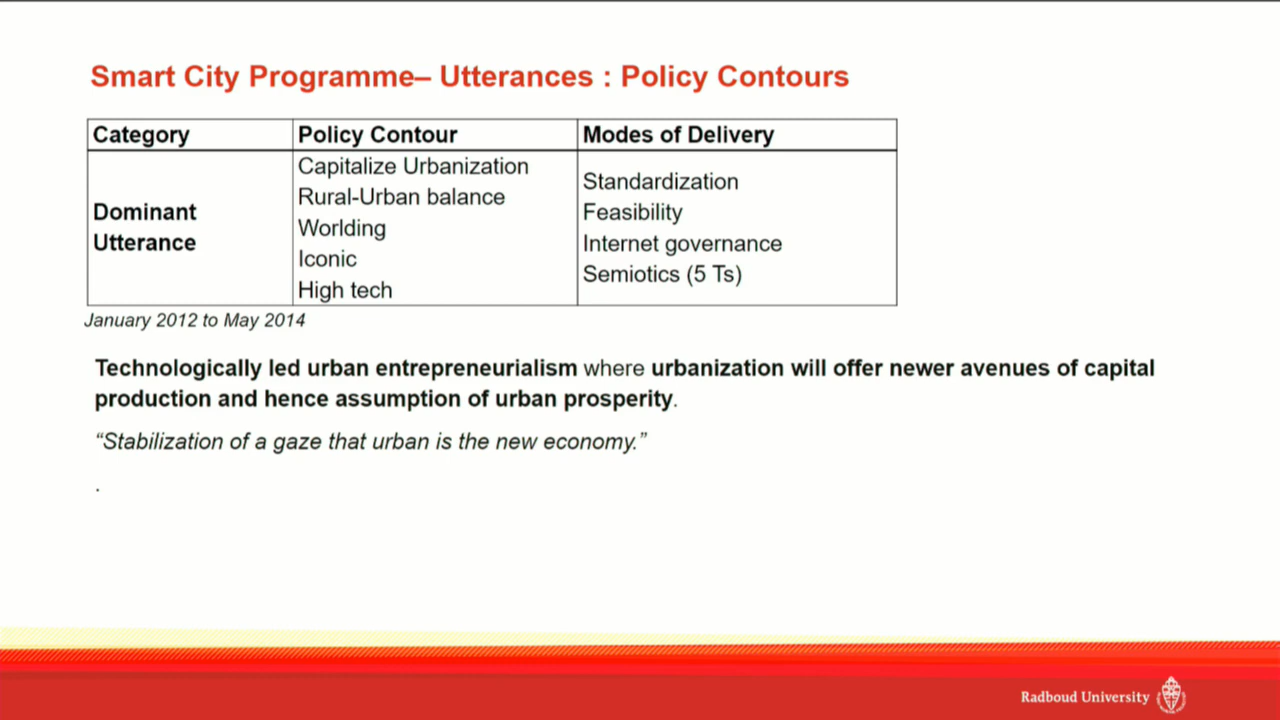 Smart City Programme– Utterances : Policy Contours
Category
Policy Contour
Modes of Delivery
Dominant
Utterance
Capitalize Urbanization
Rural-Urban balance
Worlding
Iconic
High tech
Standardization
Feasibility
Internet governance
Semiotics (5 Ts)
January 2012 to May 2014
Technologically led urban entrepreneurialism where urbanization will offer newer avenues of capital
production and hence assumption of urban prosperity.
“Stabilization of a gaze that urban is the new economy.”
.
Radboud University